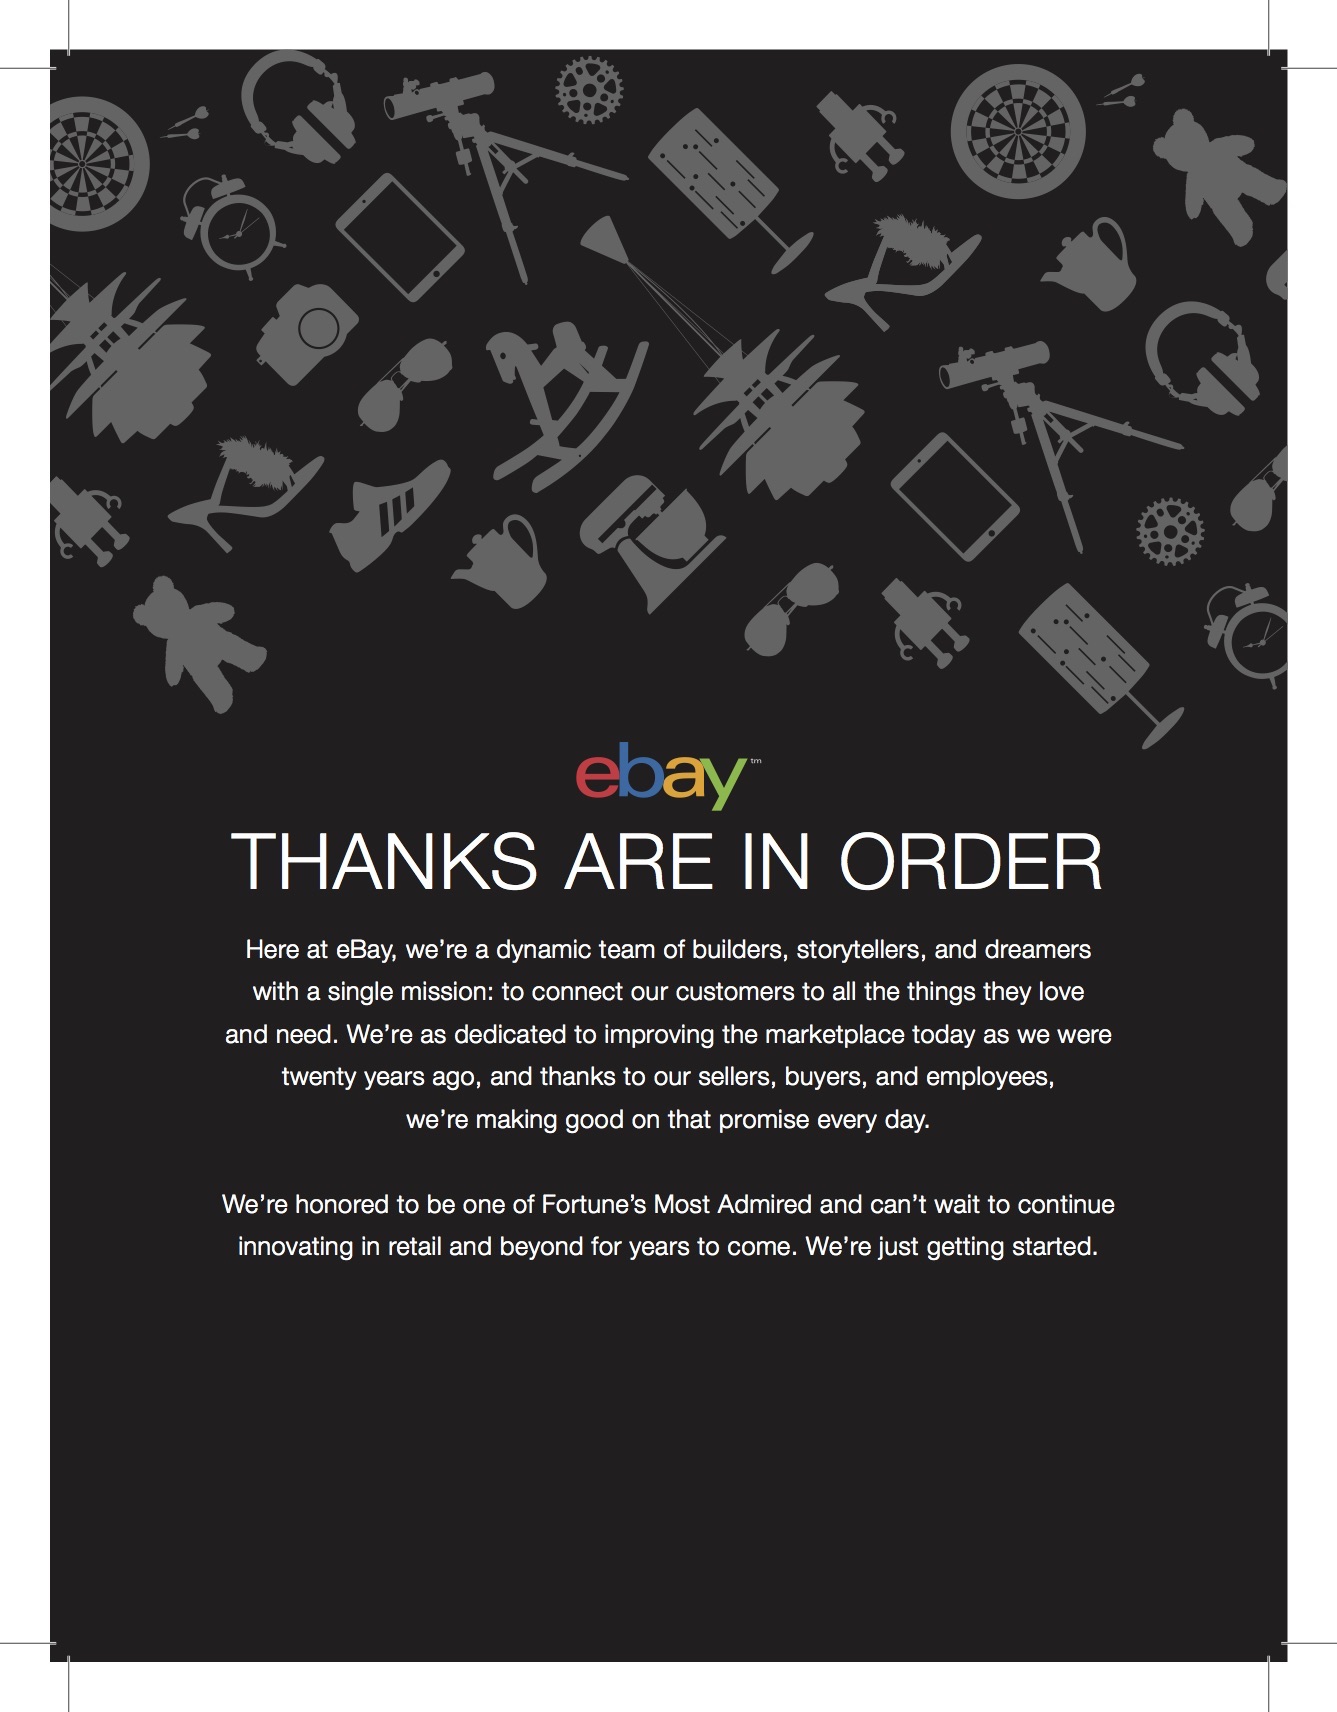 ebay™
THANKS ARE IN ORDER
Here at eBay, we’re a dynamic team of builders, storytellers, and dreamers
with a single mission: to connect our customers to all the things they love
and need. We’re as dedicated to improving the marketplace today as we were
twenty years ago, and thanks to our sellers, buyers, and employees,
we’re making good on that promise every day.
We’re honored to be one of Fortune’s Most Admired and can’t wait to continue
innovating in retail and beyond for years to come. We’re just getting started.